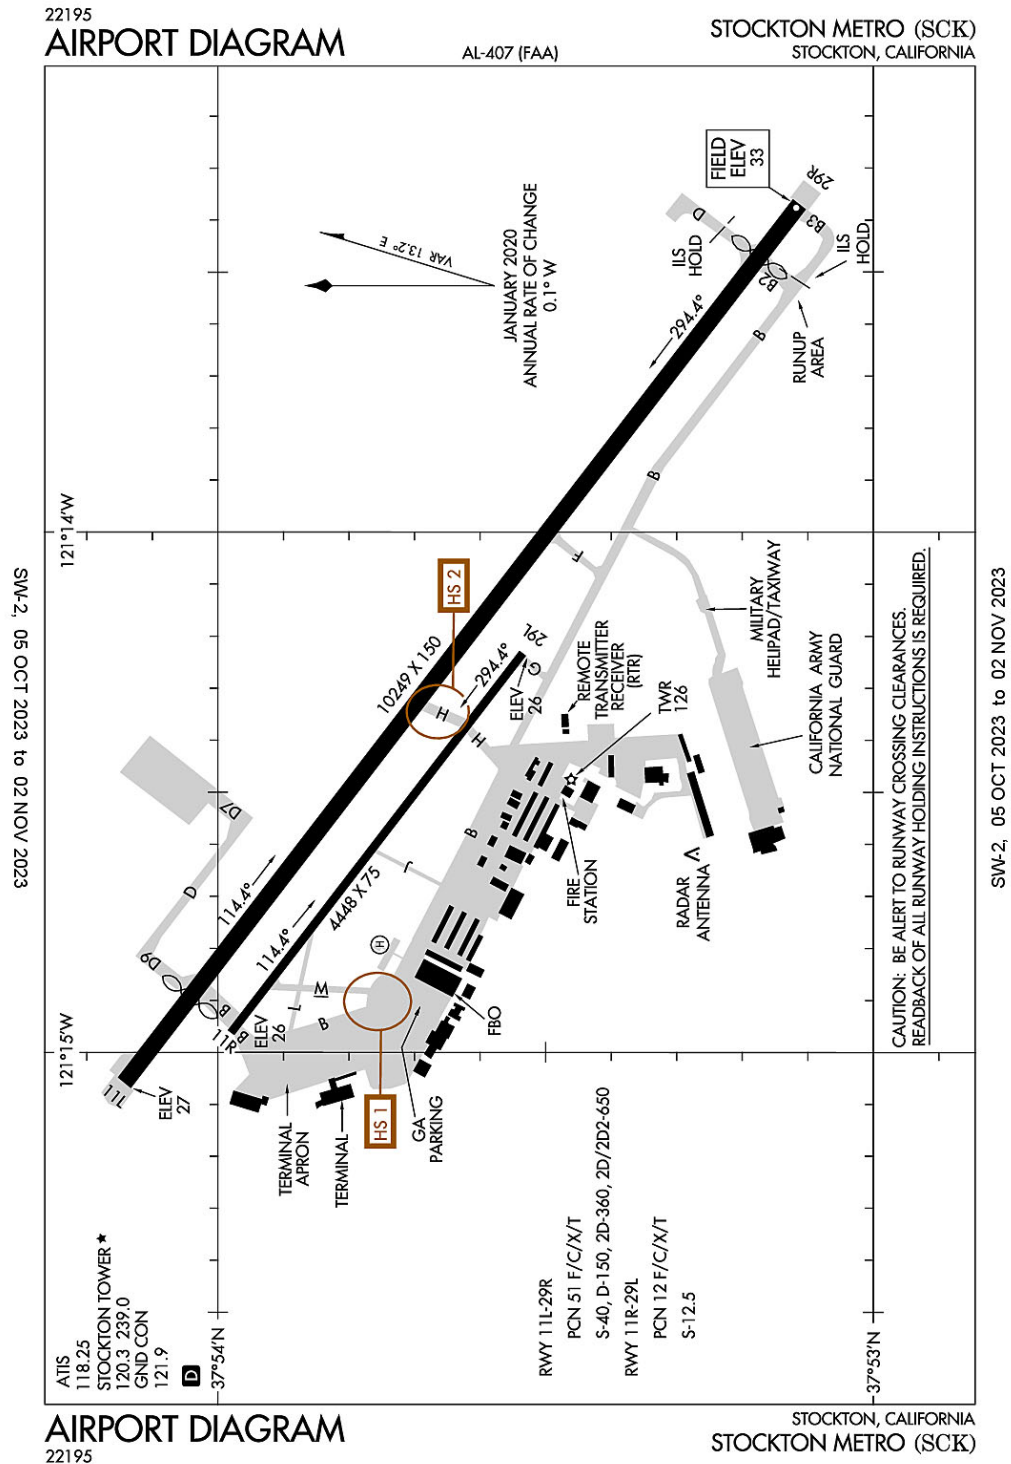 22195
AIRPORT DIAGRAM
AL-407 (FAA)
STOCKTON METRO (SCK)
STOCKTON, CALIFORNIA
FIELD
ELEV
33
29R
D
ILS
HOLD
B3
ILS
HOLD
B2
RUNUP
AREA
B
VAR 13.2° E
JANUARY 2020
ANNUAL RATE OF CHANGE
0.1° W
294.4°
B
121°14'W
F
HS 2
10249 X 150
H
294.4°
29L
G
ELEV
26
H
REMOTE
TRANSMITTER
RECEIVER
(RTR)
TWR
126
MILITARY
HELIPAD/TAXIWAY
CALIFORNIA ARMY
NATIONAL GUARD
D7
D
114.4°
D9
B
J
4448 X 75
114.4°
H
M
L
B
B
11R
B
ELEV
26
FIRE
STATION
RADAR
ANTENNA
FBO
121°15'W
11L
ELEV
27
TERMINAL
APRON
TERMINAL
HS 1
GA
PARKING
CAUTION: BE ALERT TO RUNWAY CROSSING CLEARANCES.
READBACK OF ALL RUNWAY HOLDING INSTRUCTIONS IS REQUIRED.
ATIS
118.25
STOCKTON TOWER ★
120.3 239.0
GND CON
121.9
D
37°54'N
RWY 11L-29R
PCN 51 F/C/X/T
S-40, D-150, 2D-360, 2D/2D2-650
RWY 11R-29L
PCN 12 F/C/X/T
S-12.5
37°53'N
SW-2, 05 OCT 2023 to 02 NOV 2023
SW-2, 05 OCT 2023 to 02 NOV 2023
AIRPORT DIAGRAM
22195
STOCKTON, CALIFORNIA
STOCKTON METRO (SCK)